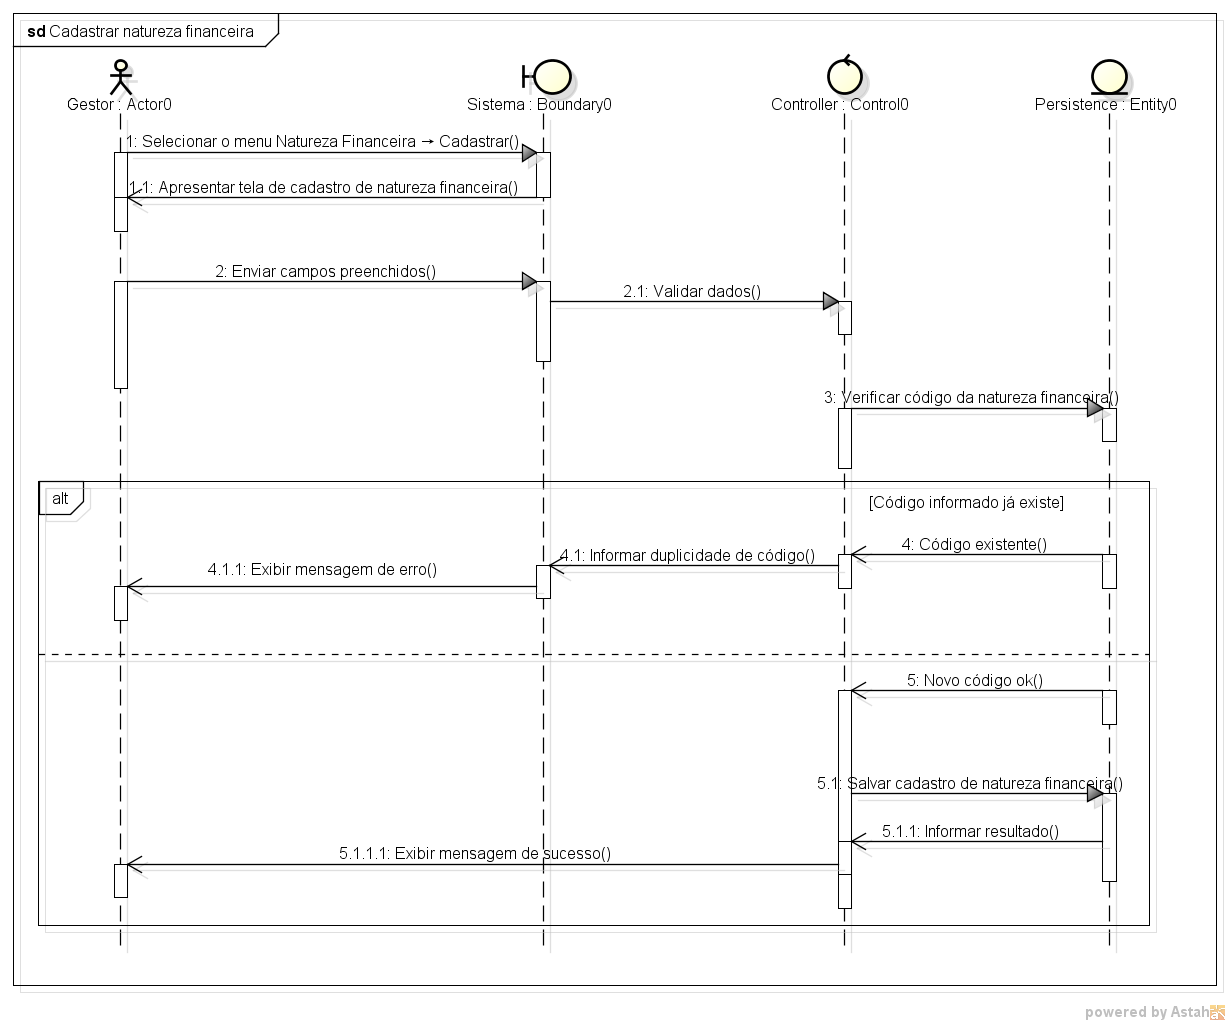 sd Cadastrar natureza financeira
Gestor : Actor0
Sistema : Boundary0
Controller : Control0
Persistence : Entity0
1: Selecionar o menu Natureza Financeira → Cadastrar()
1.1: Apresentar tela de cadastro de natureza financeira()
2: Enviar campos preenchidos()
2.1: Validar dados()
3: Verificar código da natureza financeira()
alt
[Código informado já existe]
4: Código existente()
4.1: Informar duplicidade de código()
4.1.1: Exibir mensagem de erro()
5: Novo código ok()
5.1: Salvar cadastro de natureza financeira()
5.1.1: Informar resultado()
5.1.1.1: Exibir mensagem de sucesso()
powered by Astah